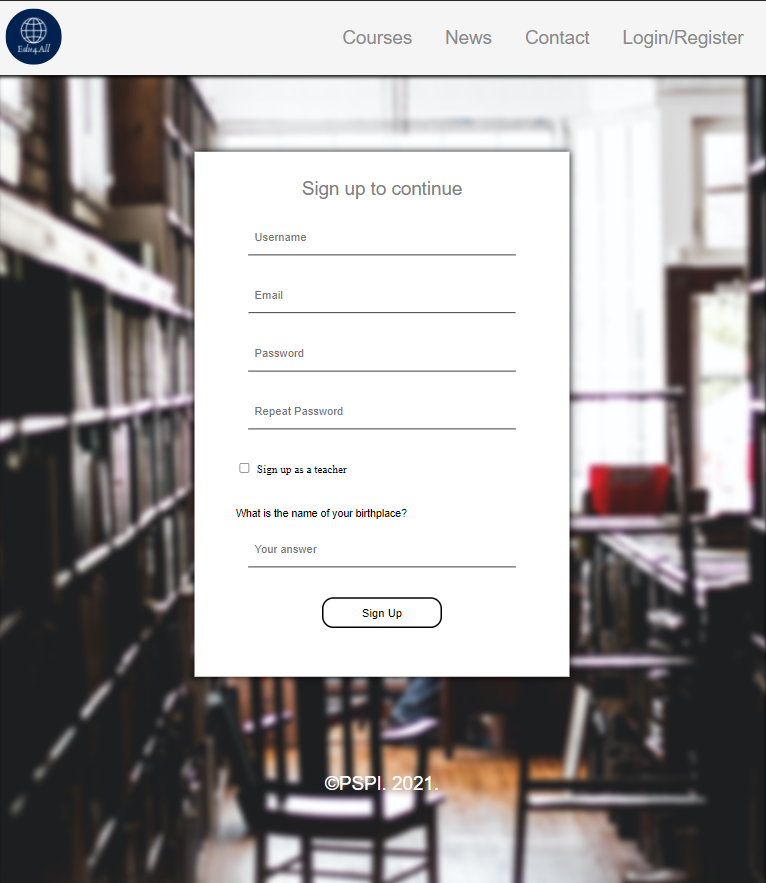 Edu4All
Courses News Contact Login/Register
Sign up to continue
Username
Email
Password
Repeat Password
Sign up as a teacher
What is the name of your birthplace?
Your answer
Sign Up
©PSPI. 2021.